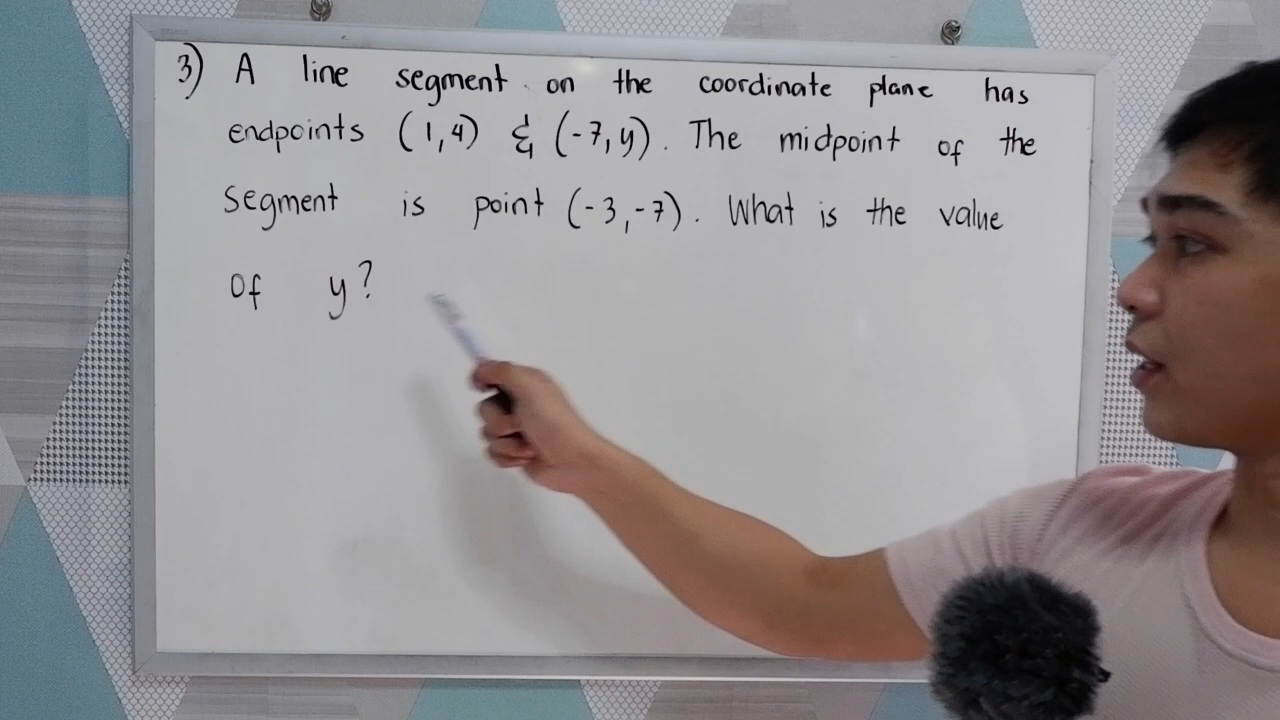 3) A line segment on the coordinate plane has
endpoints (1,4) & (-7,y). The midpoint of the
segment is point (-3,-7). What is the value
of y?